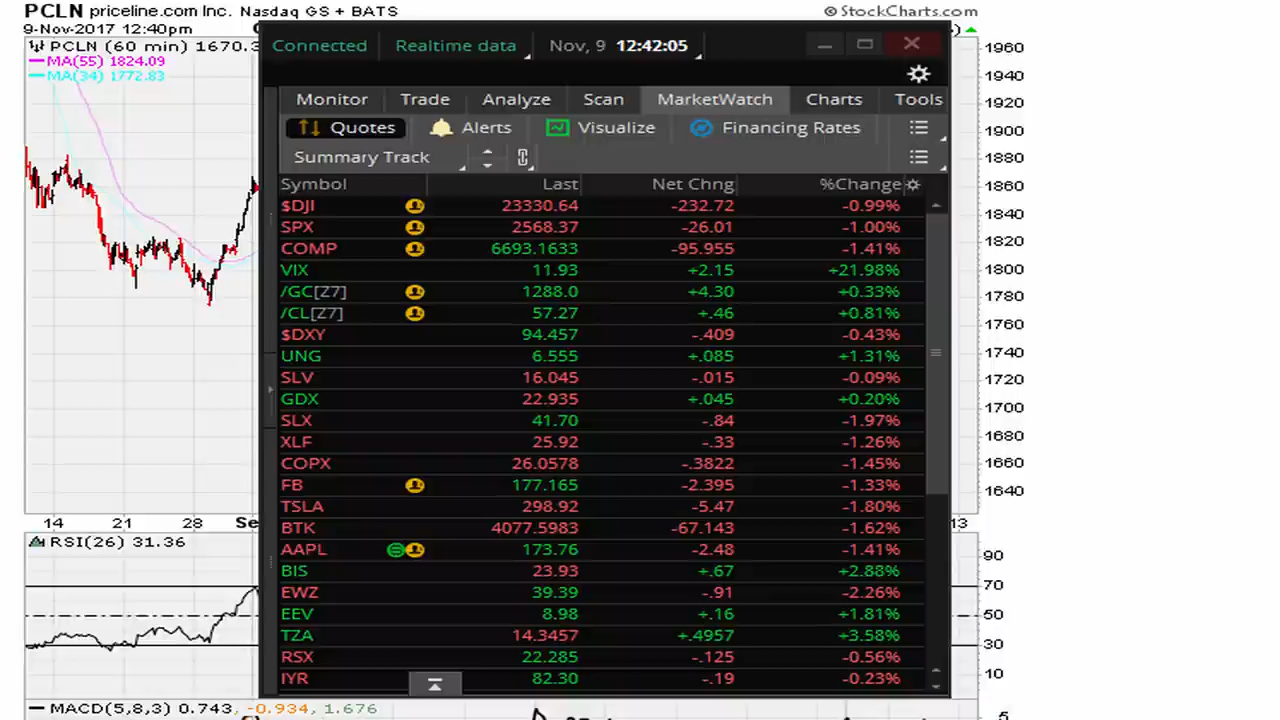 PCLN priceline.com Inc. Nasdaq GS + BATS © StockCharts.com
9-Nov-2017 12:40pm
PCLN (60 min) 1670.3
MA(55) 1824.09
MA(34) 1772.83
Connected Realtime data Nov, 9 12:42:05
Monitor Trade Analyze Scan MarketWatch Charts Tools
Quotes Alerts Visualize Financing Rates
Summary Track
Symbol Last Net Chng %Change
$DJI 23330.64 -232.72 -0.99%
SPX 2568.37 -26.01 -1.00%
COMP 6693.1633 -95.955 -1.41%
VIX 11.93 +2.15 +21.98%
/GC[Z7] 1288.0 +4.30 +0.33%
/CL[Z7] 57.27 +.46 +0.81%
$DXY 94.457 -.409 -0.43%
UNG 6.555 +.085 +1.31%
SLV 16.045 -.015 -0.09%
GDX 22.935 +.045 +0.20%
SLX 41.70 -.84 -1.97%
XLF 25.92 -.33 -1.26%
COPX 26.0578 -.3822 -1.45%
FB 177.165 -2.395 -1.33%
TSLA 298.92 -5.47 -1.80%
BTK 4077.5983 -67.143 -1.62%
AAPL 173.76 -2.48 -1.41%
BIS 23.93 +.67 +2.88%
EWZ 39.39 -.91 -2.26%
EEV 8.98 +.16 +1.81%
TZA 14.3457 +.4957 +3.58%
RSX 22.285 -.125 -0.56%
IYR 82.30 -.19 -0.23%
1960
1940
1920
1900
1880
1860
1840
1820
1800
1780
1760
1740
1720
1700
1680
1660
1640
14 21 28 Se 13
RSI(26) 31.36
90
70
50
30
10
MACD(5,8,3) 0.743, -0.934, 1.676
5